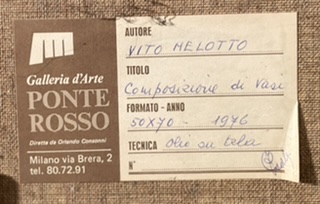 Galleria d'Arte
PONTE
ROSSO
Diretta da Orlando Consonni
Milano via Brera, 2
tel. 80.72.91
AUTORE
VITO MELOTTO
TITOLO
Composizione di Vasi
FORMATO - ANNO
50X70 - 1976
TECNICA olio su tela
N°